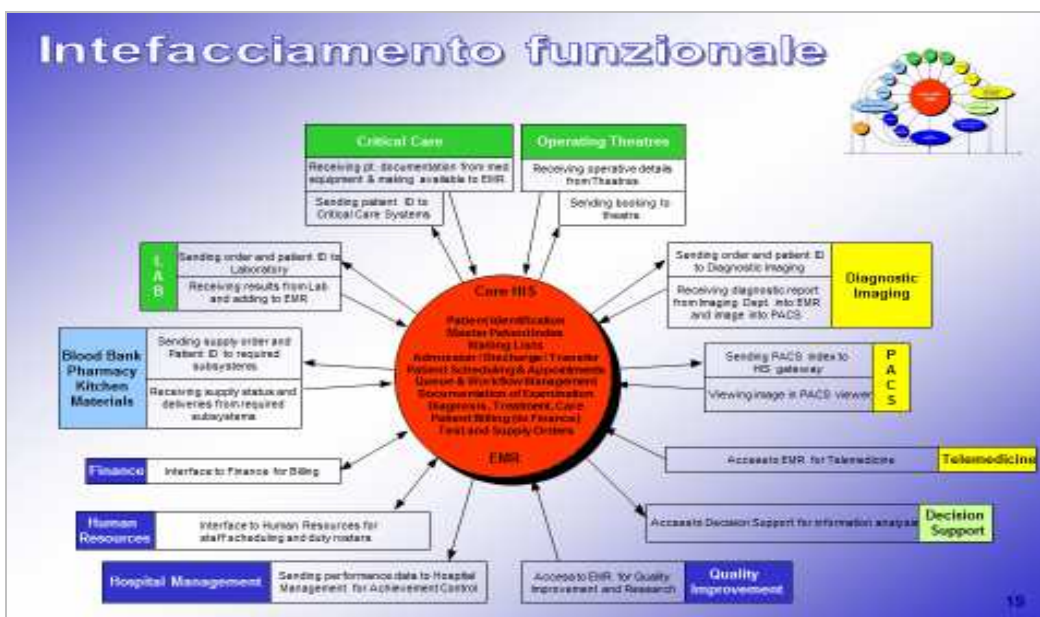 Intefacciamento funzionale
Critical Care
Receiving pt. documentation from med
equipment & making available to EMR
Sending patient ID to
Critical Care Systems
Operating Theatres
Receiving operative details
from Theatres
Sending booking to
theatre
LAB
Sending order and patient ID to
Laboratory
Receiving results from Lab
and adding to EMR
Sending order and patient ID
to Diagnostic Imaging
Receiving diagnostic report
from Imaging Dept. into EMR
and image into PACS
Diagnostic
Imaging
Blood Bank
Pharmacy
Kitchen
Materials
Sending supply order and
Patient ID to required
subsystems
Receiving supply status and
deliveries from required
subsystems
Core HIS
Patient Identification
Master Patient Index
Mailing Lists
Admission / Discharge / Transfer
Patient Scheduling & Appointments
Queue & Workflow Management
Documentation of Examination
Diagnosis, Treatment, Care
Patient Billing (to Finance)
Test and Supply Orders
EMR
Sending PACS index to
HIS gateway
Viewing image in PACS viewer
PACS
Finance
Interface to Finance for Billing
Access to EMR for Telemedicine
Telemedicine
Human
Resources
Interface to Human Resources for
staff scheduling and duty rosters
Access to Decision Support for information analysis
Decision
Support
Hospital Management
Sending performance data to Hospital
Management for Achievement Control
Access to EMR for Quality
Improvement and Research
Quality
Improvement
19